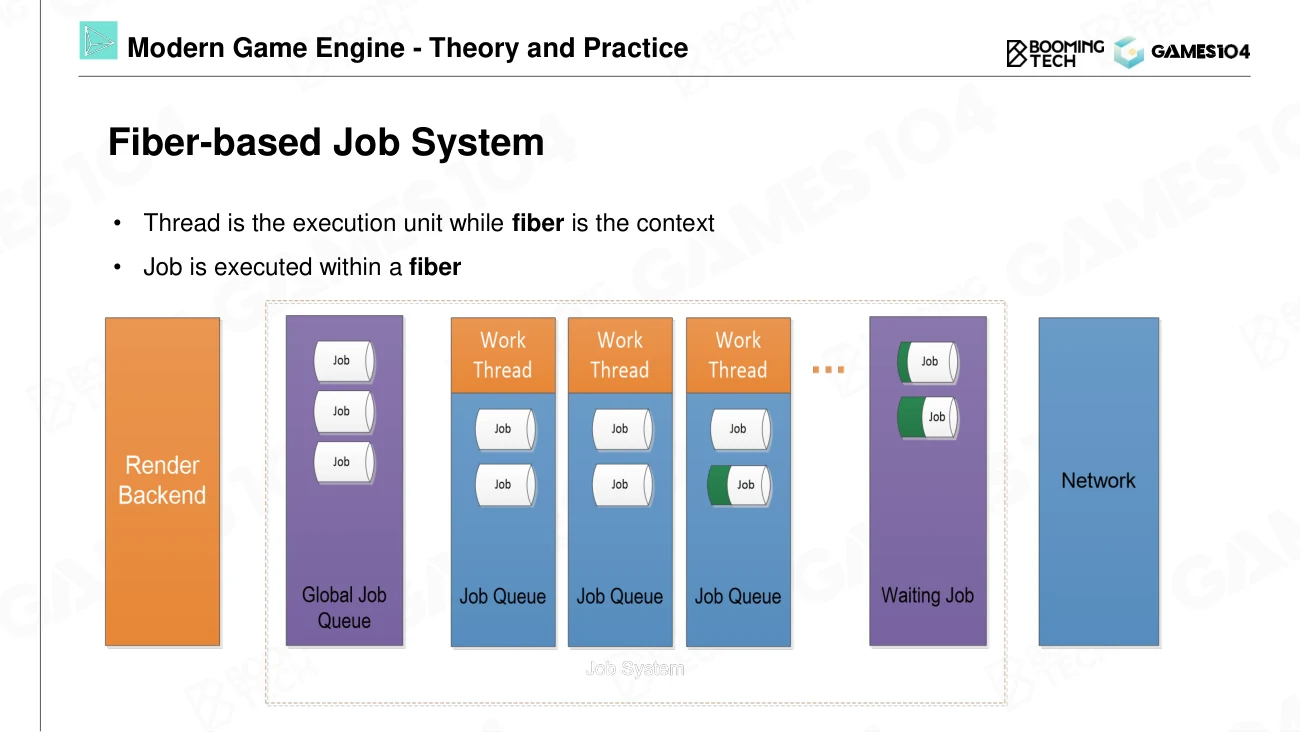 Modern Game Engine - Theory and Practice
BOOMING
TECH
GAMES104
Fiber-based Job System
• Thread is the execution unit while fiber is the context
• Job is executed within a fiber
Render
Backend
Job
Job
Job
Global Job
Queue
Work
Thread
Job
Job
Job Queue
Work
Thread
Job
Job
Job Queue
Work
Thread
Job
Job
Job Queue
...
Job
Job
Waiting Job
Network
Job System